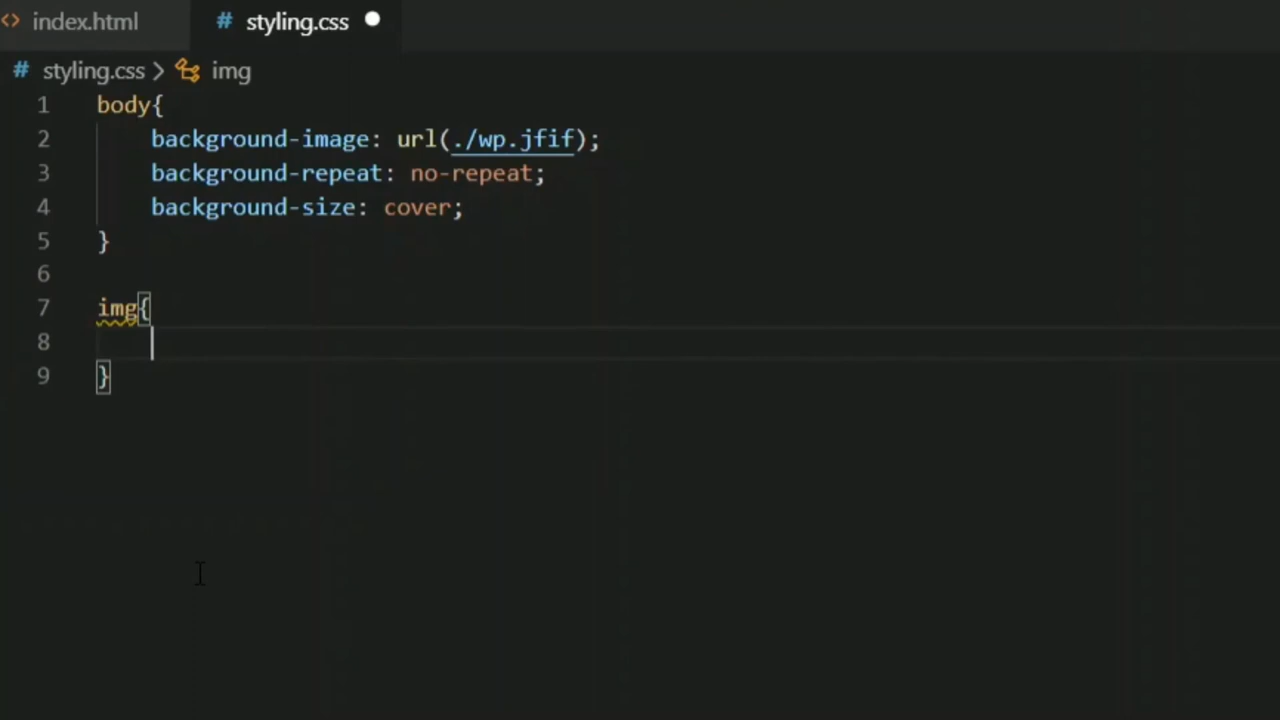 index.html
styling.css
styling.css > img
1 body{
2 background-image: url(./wp.jfif);
3 background-repeat: no-repeat;
4 background-size: cover;
5 }
6
7 img{
8
9 }